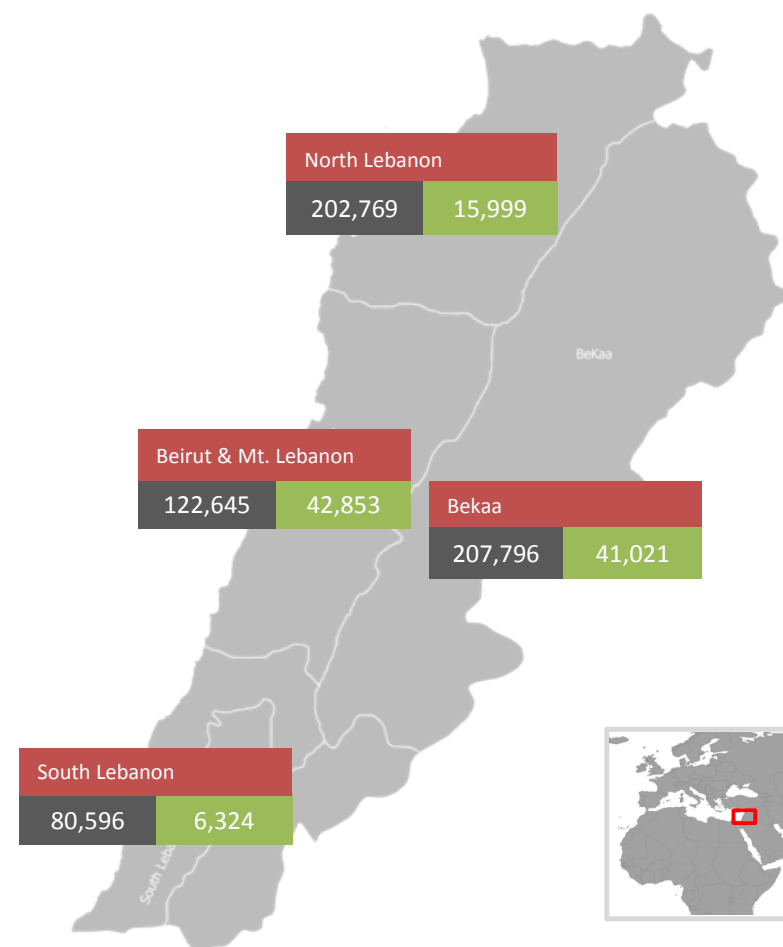 North Lebanon
202,769 15,999
BeKaa
Beirut & Mt. Lebanon
122,645 42,853
Bekaa
207,796 41,021
South Lebanon
80,596 6,324
South